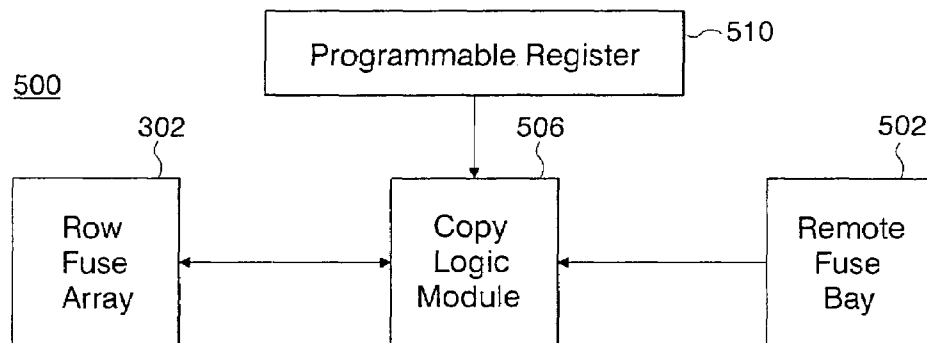 Programmable Register
510
500
302
506
502
Row
Fuse
Array
Copy
Logic
Module
Remote
Fuse
Bay